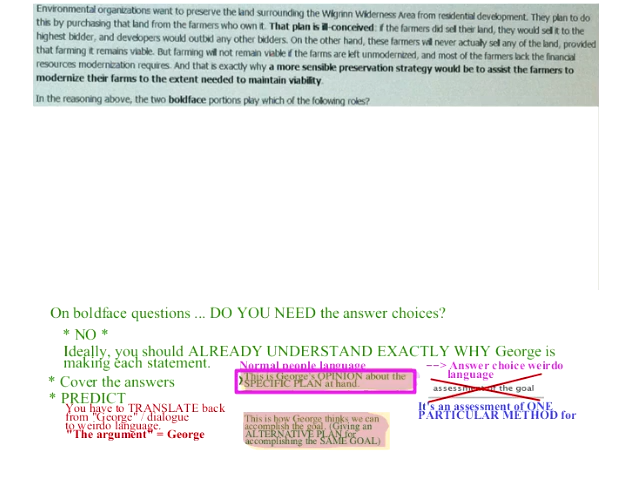 Environmental organizations want to preserve the land surrounding the Wilgrinn Wilderness Area from residential development. They plan to do
this by purchasing that land from the farmers who own it. That plan is ill-conceived: if the farmers did sell their land, they would sell it to the
highest bidder, and developers would outbid any other bidders. On the other hand, these farmers will never actually sell any of the land, provided
that farming it remains viable. But farming will not remain viable if the farms are left unmodernized, and most of the farmers lack the financial
resources modernization requires. And that is exactly why a more sensible preservation strategy would be to assist the farmers to
modernize their farms to the extent needed to maintain viability.
In the reasoning above, the two boldface portions play which of the following roles?
On boldface questions ... DO YOU NEED the answer choices?
* NO *
Ideally, you should ALREADY UNDERSTAND EXACTLY WHY George is
making each statement.
Normal people language
--> Answer choice weirdo
language
* Cover the answers
This is George's OPINION about the
SPECIFIC PLAN at hand.
assessment of the goal
* PREDICT
You have to TRANSLATE back
from "George" / dialogue
to weirdo language.
"The argument" = George
This is how George thinks we can
accomplish the goal. (Giving an
ALTERNATIVE PLAN for
accomplishing the SAME GOAL)
It's an assessment of ONE
PARTICULAR METHOD for